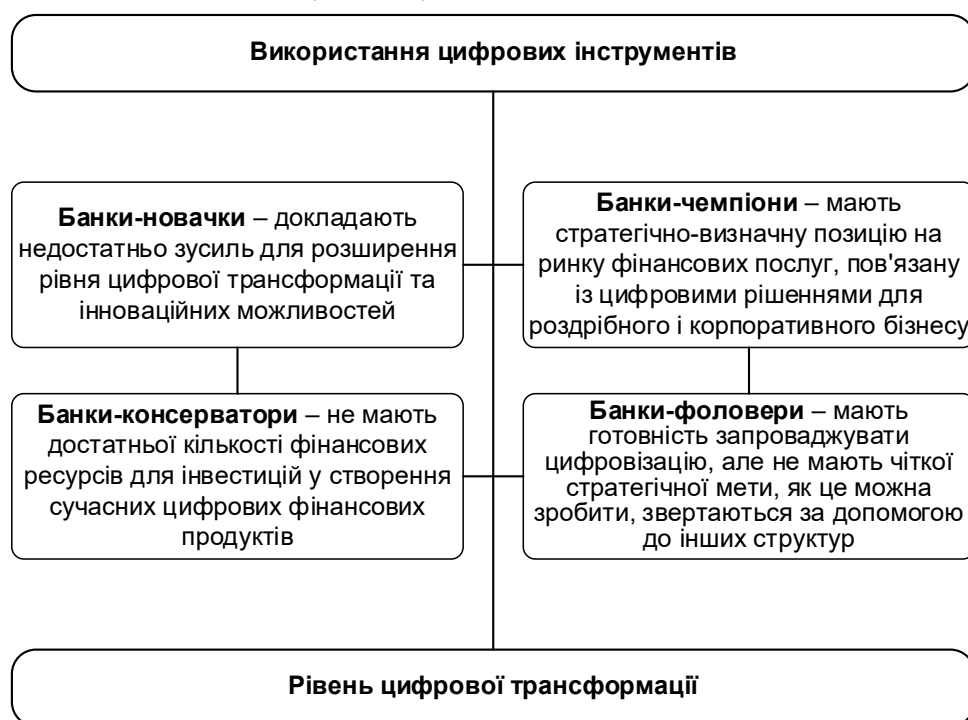 Використання цифрових інструментів
Банки-новачки – докладають
недостатньо зусиль для розширення
рівня цифрової трансформації та
інноваційних можливостей
Банки-чемпіони – мають
стратегічно-визначну позицію на
ринку фінансових послуг, пов'язану
із цифровими рішеннями для
роздрібного і корпоративного бізнесу
Банки-консерватори – не мають
достатньої кількості фінансових
ресурсів для інвестицій у створення
сучасних цифрових фінансових
продуктів
Банки-фоловери – мають
готовність запроваджувати
цифровізацію, але не мають чіткої
стратегічної мети, як це можна
зробити, звертаються за допомогою
до інших структур
Рівень цифрової трансформації